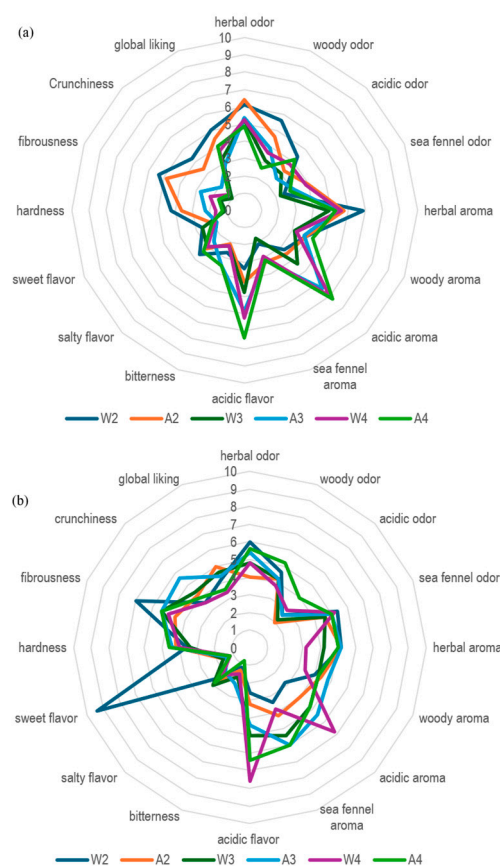 (a)
herbal odor
woody odor
acidic odor
sea fennel odor
herbal aroma
woody aroma
acidic aroma
sea fennel
aroma
acidic flavor
bitterness
salty flavor
sweet flavor
hardness
fibrousness
Crunchiness
global liking
10
9
8
7
6
5
4
3
2
1
0
W2 A2 W3 A3 W4 A4
(b)
herbal odor
woody odor
acidic odor
sea fennel odor
herbal aroma
woody aroma
acidic aroma
sea fennel
aroma
acidic flavor
bitterness
salty flavor
sweet flavor
hardness
fibrousness
crunchiness
global liking
10
9
8
7
6
5
4
3
2
1
0
W2 A2 W3 A3 W4 A4